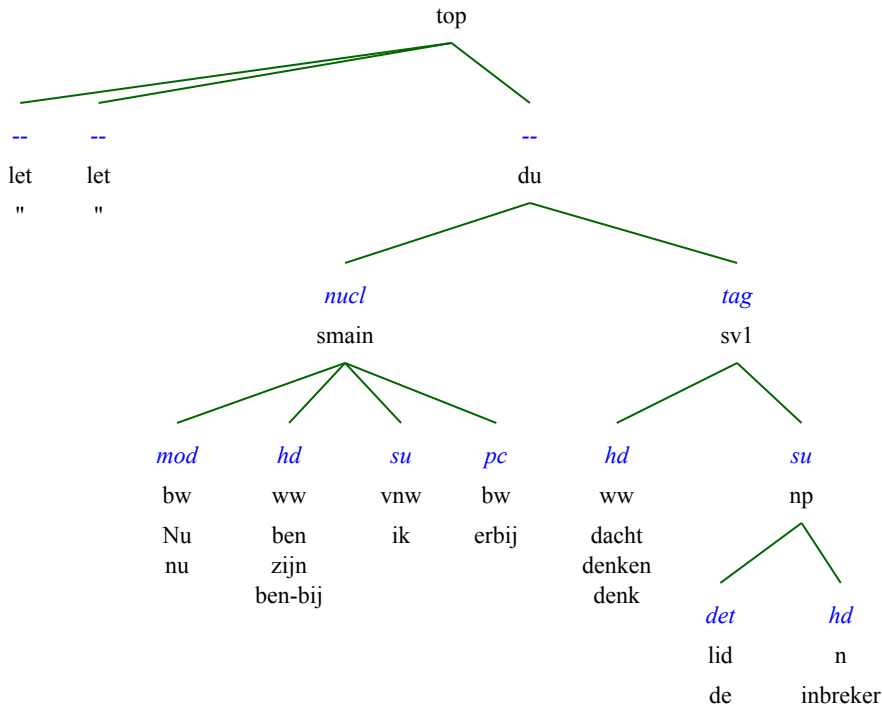 top
-- -- --
let let du
" "
nucl tag
smain sv1
mod hd su pc hd su
bw ww vnw bw ww np
Nu ben ik erbij dacht
nu zijn denken
ben-bij denk
det hd
lid n
de inbreker